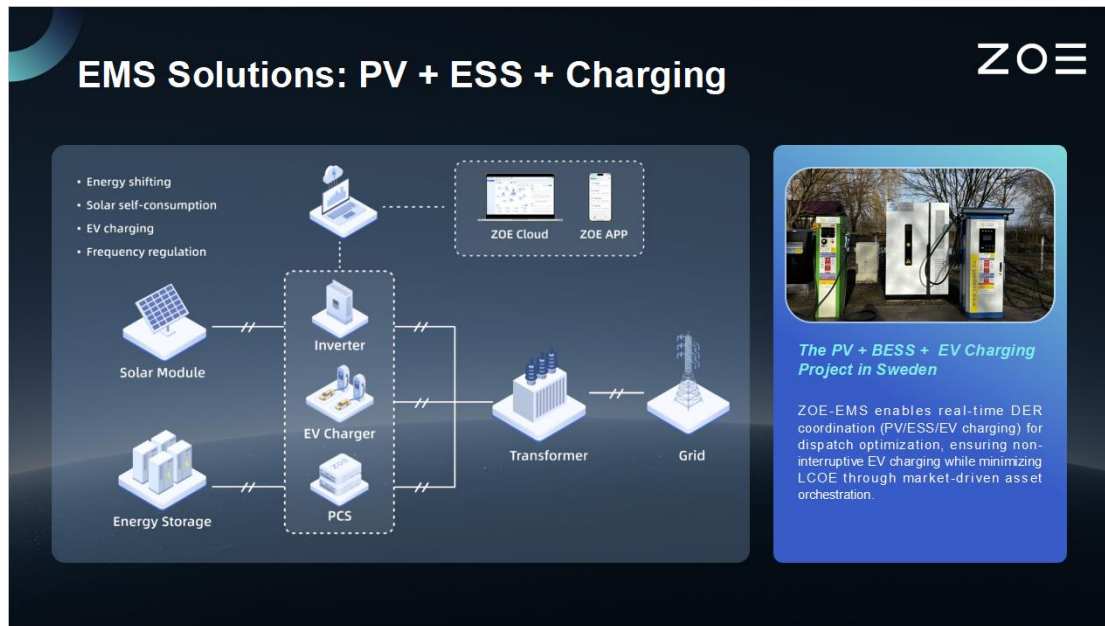 EMS Solutions: PV + ESS + Charging
ZOE
• Energy shifting
• Solar self-consumption
• EV charging
• Frequency regulation
ZOE Cloud
ZOE APP
Solar Module
Inverter
EV Charger
Energy Storage
ZOE
PCS
Transformer
Grid
The PV + BESS + EV Charging
Project in Sweden
ZOE-EMS enables real-time DER
coordination (PV/ESS/EV charging) for
dispatch optimization, ensuring non-
interruptive EV charging while minimizing
LCOE through market-driven asset
orchestration.